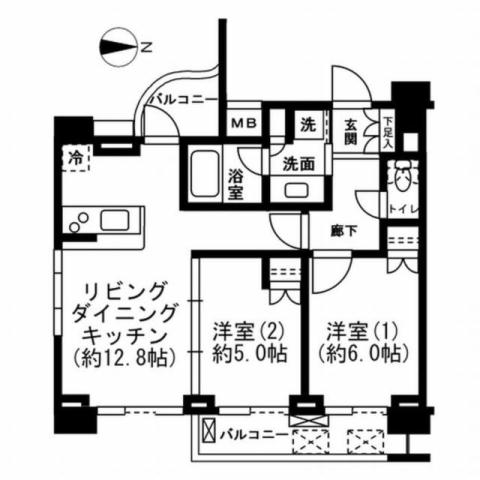 N
バルコニー
MB
洗
玄関
下足入
冷
浴室
洗面
トイレ
廊下
リビング
ダイニング
キッチン
(約12.8帖)
洋室(2)
約5.0帖
洋室(1)
(約6.0帖)
バルコニー